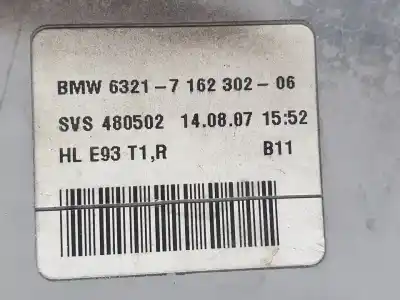 BMW 6321-7 162 302-06
SVS 480502 14.08.07 15:52
HL E93 T1,R B11